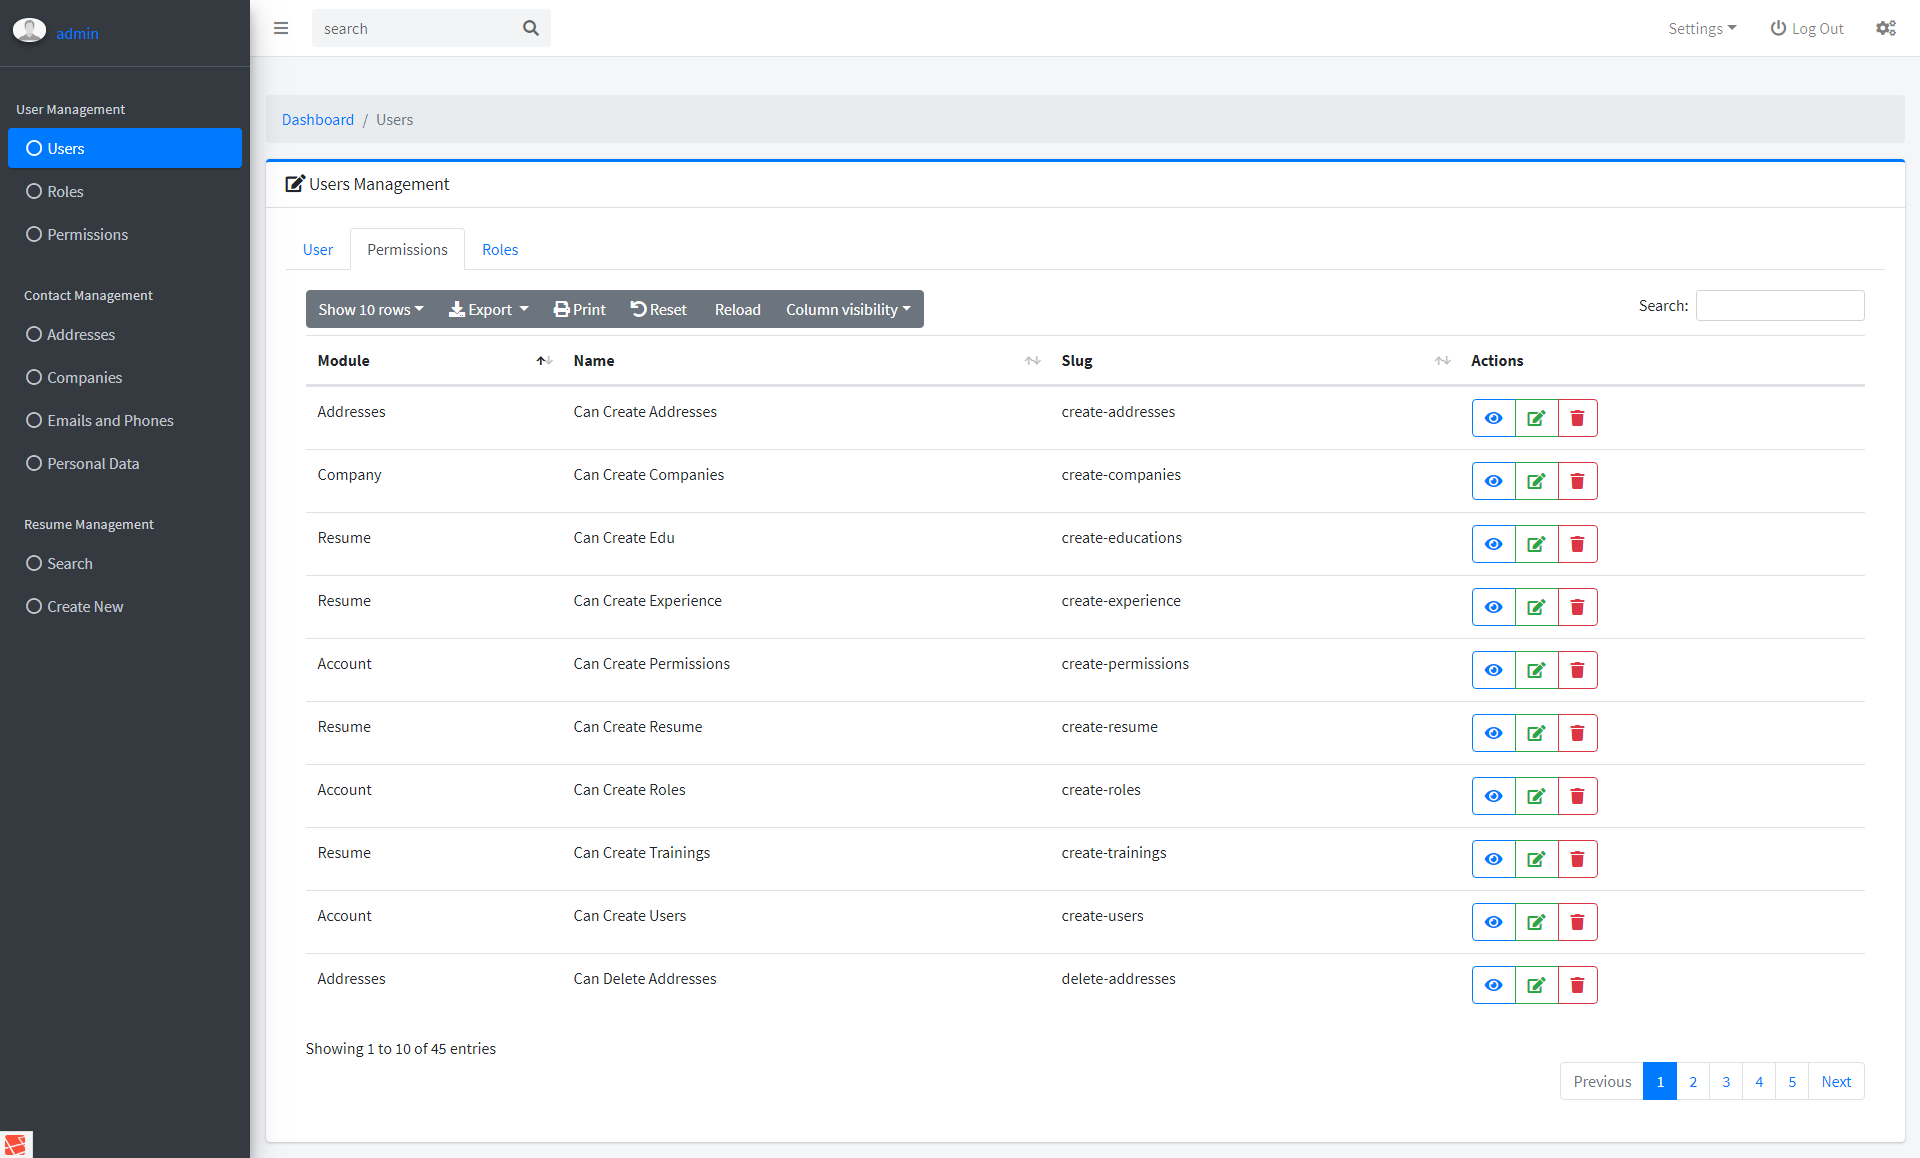 admin
search
Settings
Log Out
User Management
Users
Roles
Permissions
Contact Management
Addresses
Companies
Emails and Phones
Personal Data
Resume Management
Search
Create New
Dashboard / Users
Users Management
User Permissions Roles
Show 10 rows Export Print Reset Reload Column visibility Search:
Module Name Slug Actions
Addresses Can Create Addresses create-addresses
Company Can Create Companies create-companies
Resume Can Create Edu create-educations
Resume Can Create Experience create-experience
Account Can Create Permissions create-permissions
Resume Can Create Resume create-resume
Account Can Create Roles create-roles
Resume Can Create Trainings create-trainings
Account Can Create Users create-users
Addresses Can Delete Addresses delete-addresses
Showing 1 to 10 of 45 entries
Previous 1 2 3 4 5 Next